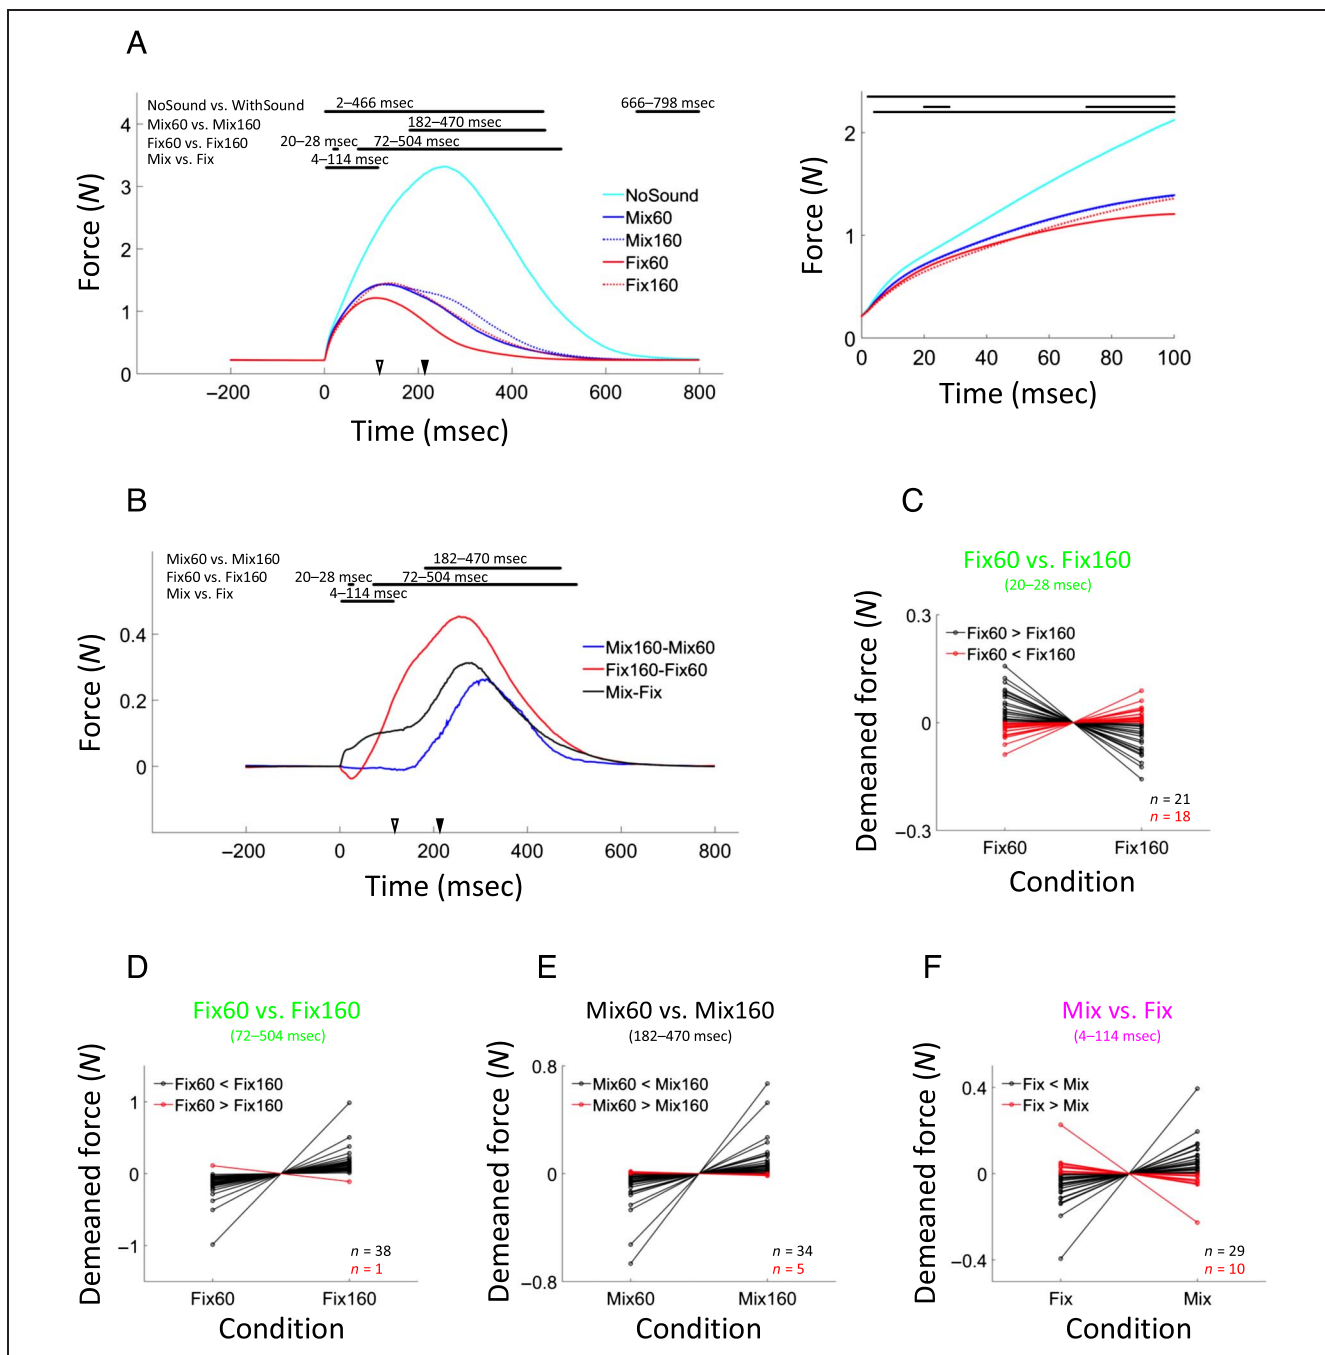 A
NoSound vs. WithSound 2–466 msec 666–798 msec
Mix60 vs. Mix160 182–470 msec
Fix60 vs. Fix160 20–28 msec 72–504 msec
Mix vs. Fix 4–114 msec
4
3
2
1
0
Force (N)
NoSound
Mix60
Mix160
Fix60
Fix160
−200 0 200 400 600 800
Time (msec)
2
1
0
Force (N)
0 20 40 60 80 100
Time (msec)
B
Mix60 vs. Mix160 182–470 msec
Fix60 vs. Fix160 20–28 msec 72–504 msec
Mix vs. Fix 4–114 msec
0.4
0.2
0
Force (N)
Mix160-Mix60
Fix160-Fix60
Mix-Fix
−200 0 200 400 600 800
Time (msec)
C
Fix60 vs. Fix160
(20–28 msec)
0.3
0
−0.3
Demeaned force (N)
Fix60 > Fix160
Fix60 < Fix160
n = 21
n = 18
Fix60 Fix160
Condition
D
Fix60 vs. Fix160
(72–504 msec)
1
0
−1
Demeaned force (N)
Fix60 < Fix160
Fix60 > Fix160
n = 38
n = 1
Fix60 Fix160
Condition
E
Mix60 vs. Mix160
(182–470 msec)
0.8
0
−0.8
Demeaned force (N)
Mix60 < Mix160
Mix60 > Mix160
n = 34
n = 5
Mix60 Mix160
Condition
F
Mix vs. Fix
(4–114 msec)
0.4
0
−0.4
Demeaned force (N)
Fix < Mix
Fix > Mix
n = 29
n = 10
Fix Mix
Condition